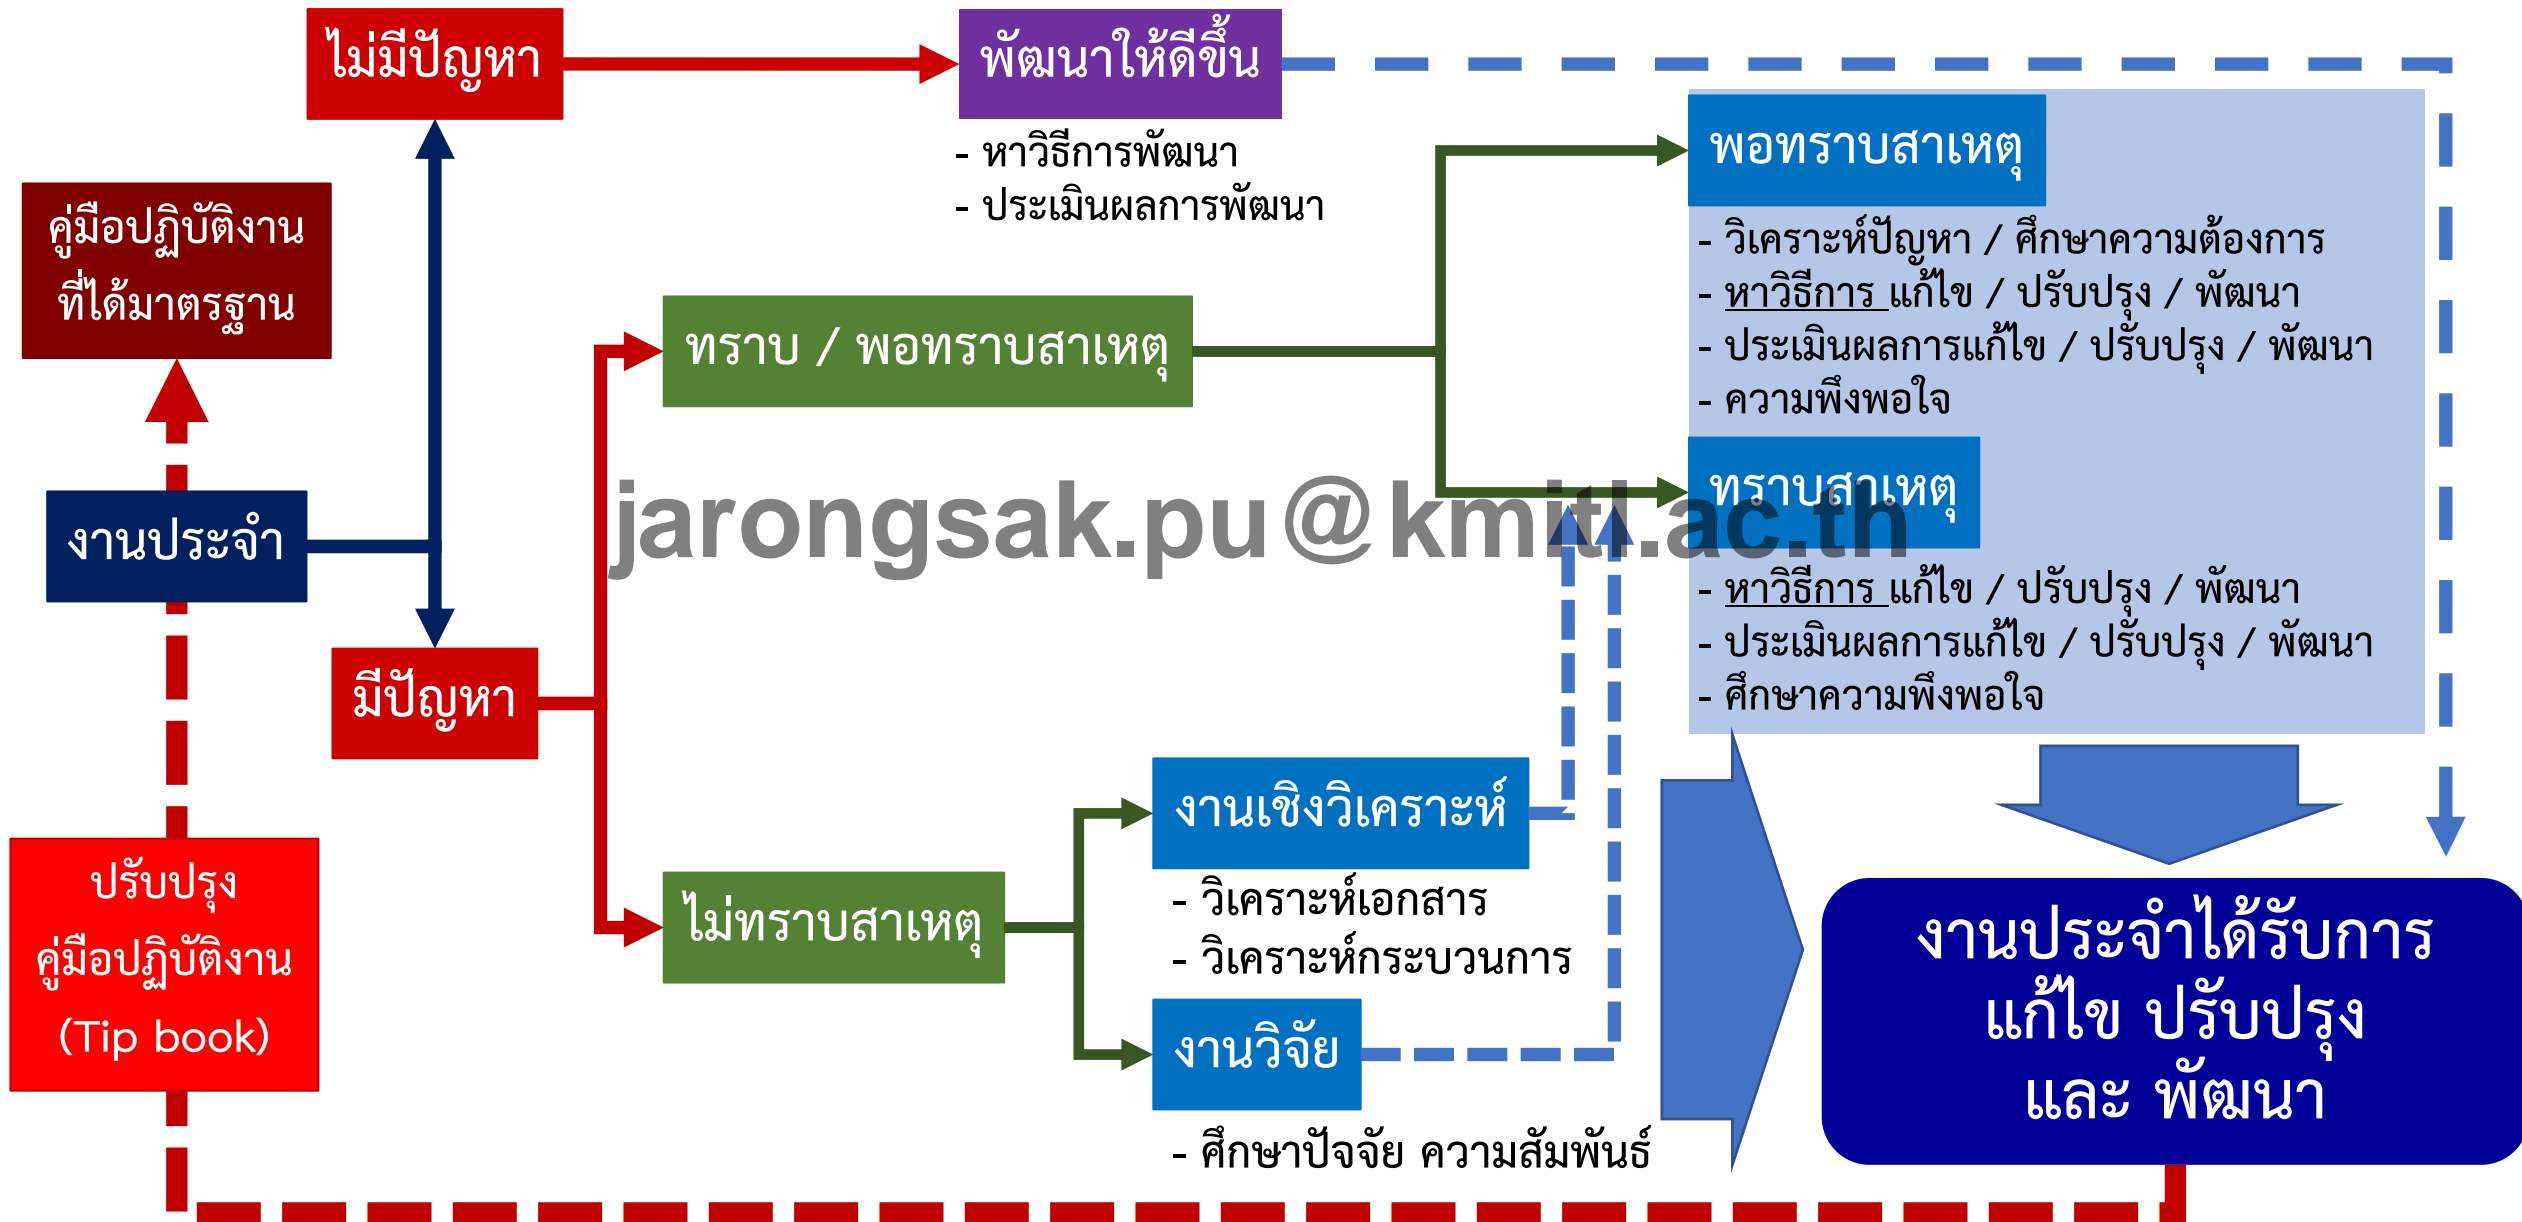 ไม่มีปัญหา
พัฒนาให้ดีขึ้น
- หาวิธีการพัฒนา
- ประเมินผลการพัฒนา
พอทราบสาเหตุ
- วิเคราะห์ปัญหา / ศึกษาความต้องการ
- หาวิธีการ แก้ไข / ปรับปรุง / พัฒนา
- ประเมินผลการแก้ไข / ปรับปรุง / พัฒนา
- ความพึงพอใจ
คู่มือปฏิบัติงาน
ที่ได้มาตรฐาน
ทราบ / พอทราบสาเหตุ
ทราบสาเหตุ
- หาวิธีการ แก้ไข / ปรับปรุง / พัฒนา
- ประเมินผลการแก้ไข / ปรับปรุง / พัฒนา
- ศึกษาความพึงพอใจ
jarongsak.pu@kmitl.ac.th
งานประจำ
มีปัญหา
งานเชิงวิเคราะห์
- วิเคราะห์เอกสาร
- วิเคราะห์กระบวนการ
ไม่ทราบสาเหตุ
งานวิจัย
- ศึกษาปัจจัย ความสัมพันธ์
ปรับปรุง
คู่มือปฏิบัติงาน
(Tip book)
งานประจำได้รับการ
แก้ไข ปรับปรุง
และ พัฒนา